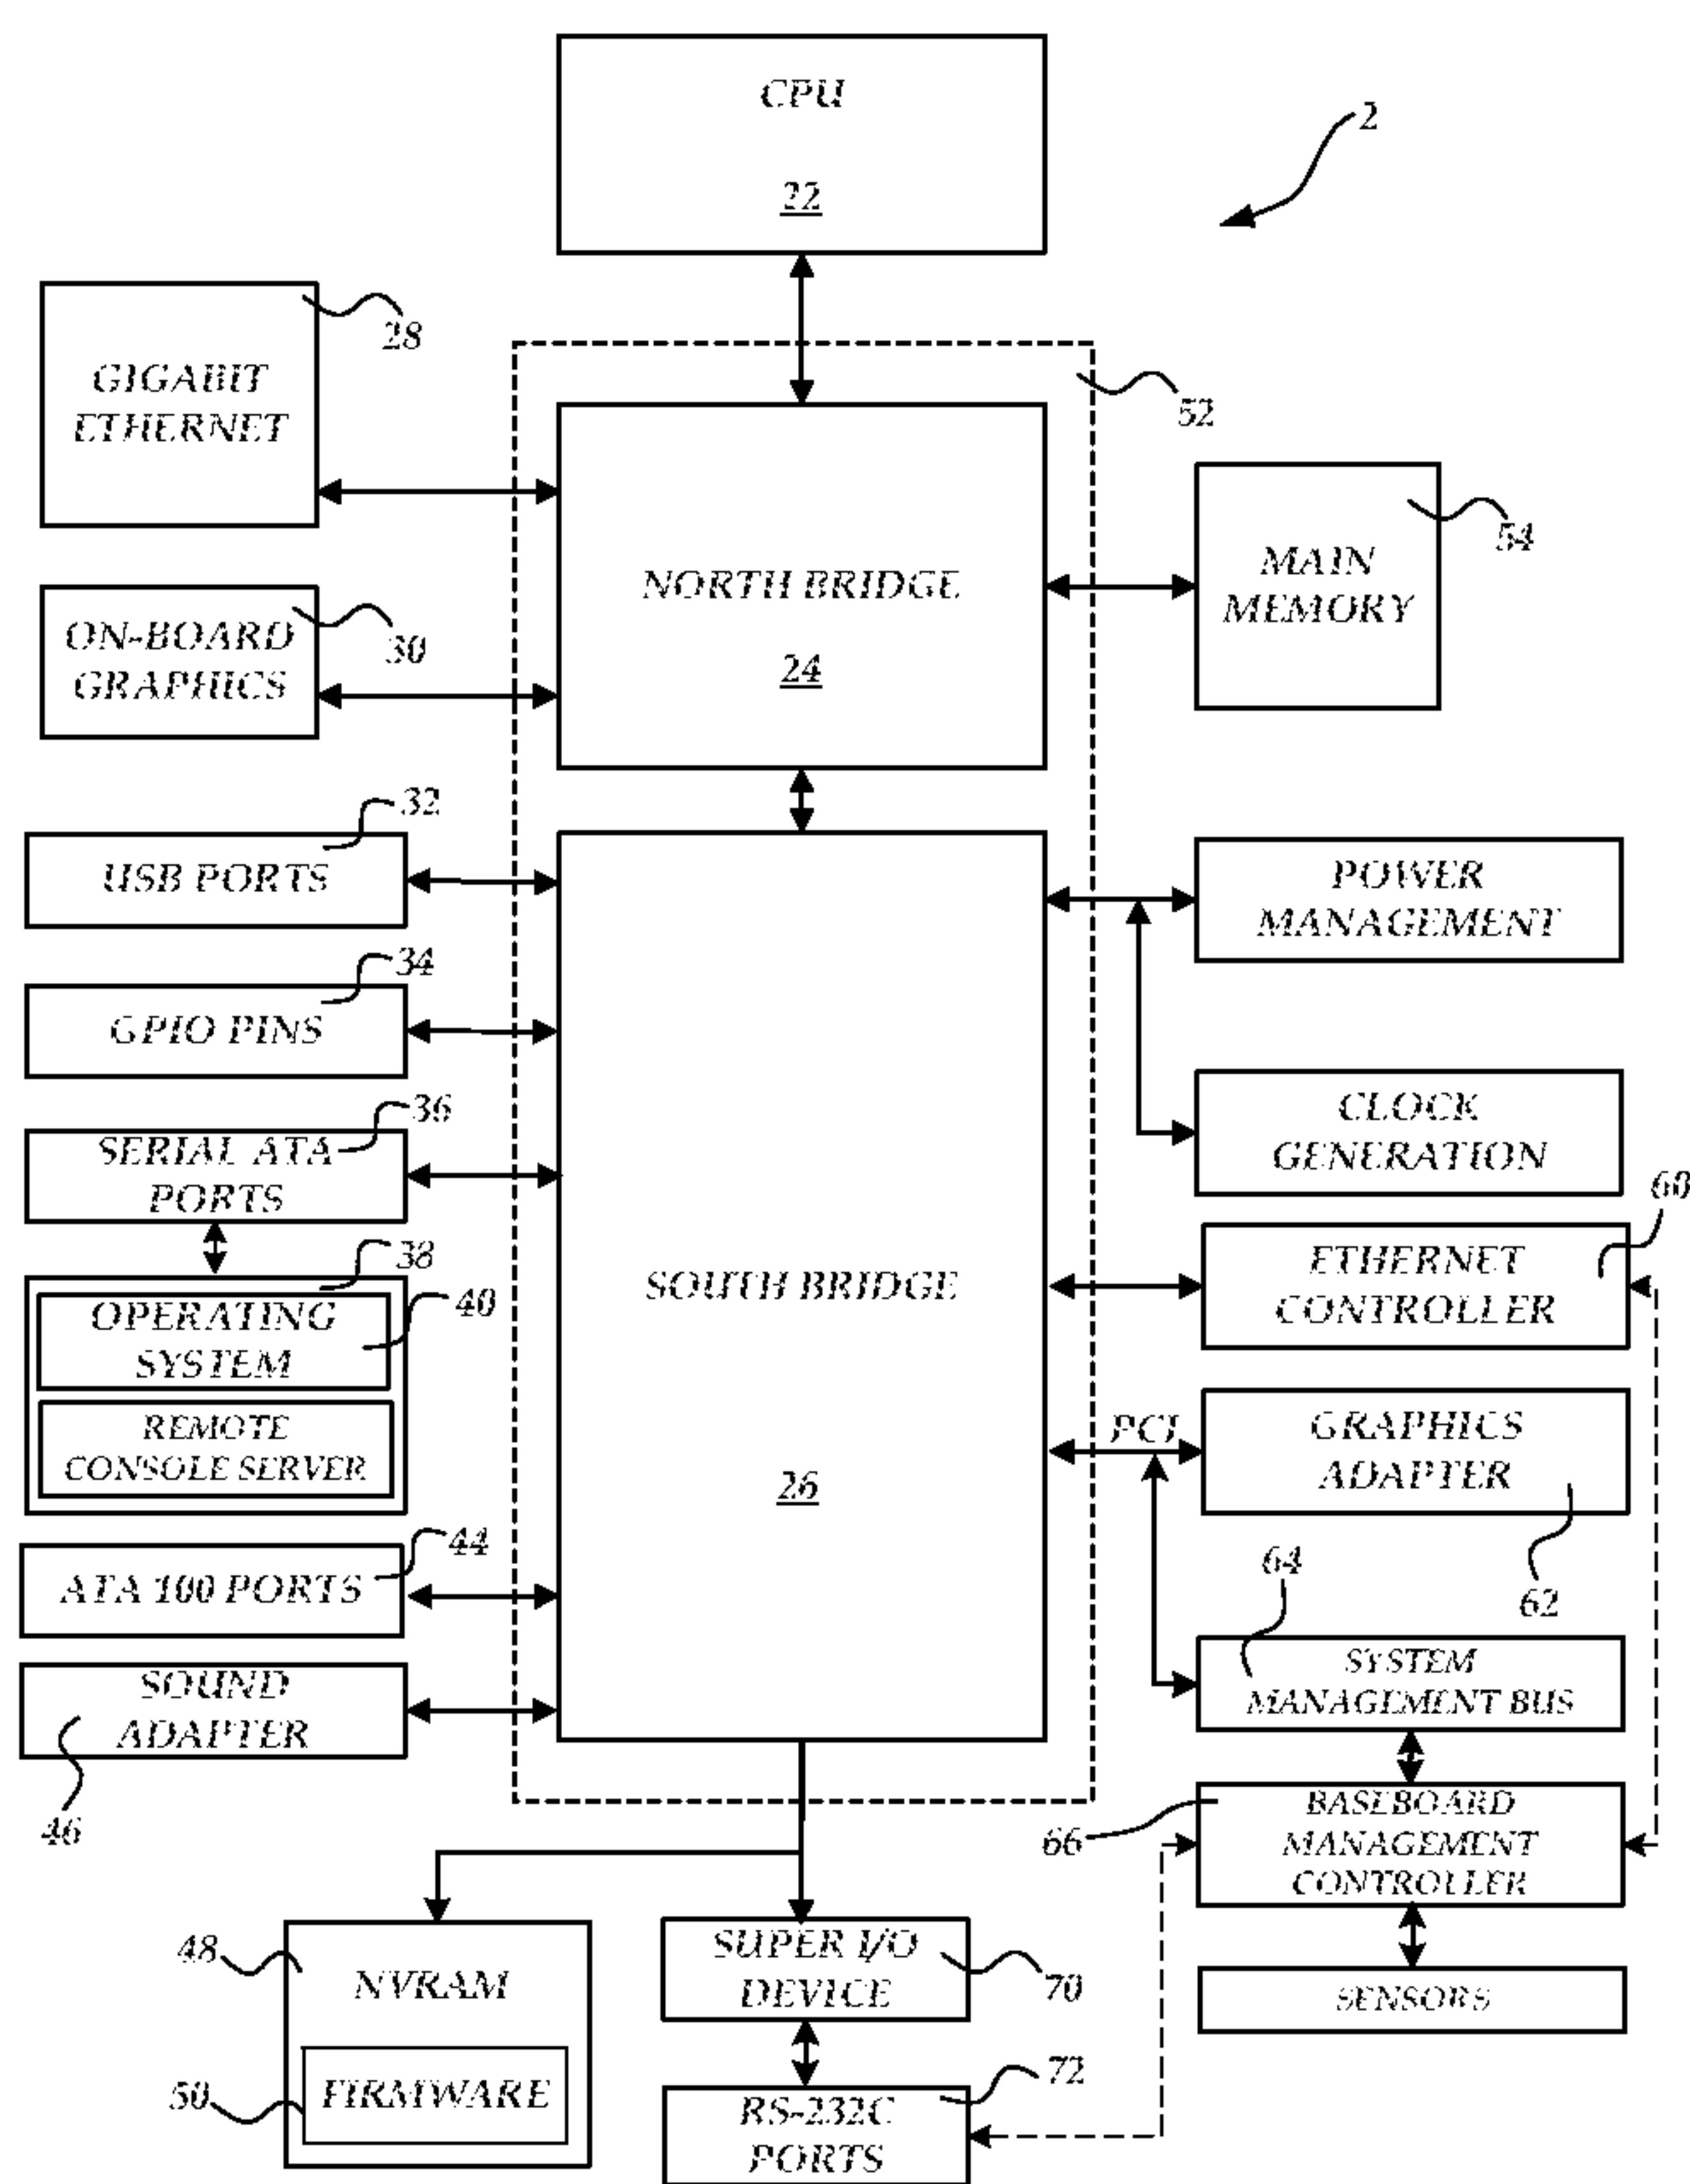 CPU
22
2
28
GIGABIT
ETHERNET
52
54
MAIN
MEMORY
NORTH BRIDGE
24
ON-BOARD
GRAPHICS
30
32
USB PORTS
POWER
MANAGEMENT
34
GPIO PINS
36
SERIAL ATA
PORTS
CLOCK
GENERATION
60
38
OPERATING
SYSTEM
40
REMOTE
CONSOLE SERVER
SOUTH BRIDGE
26
ETHERNET
CONTROLLER
PCI
GRAPHICS
ADAPTER
62
44
ATA 100 PORTS
64
SYSTEM
MANAGEMENT BUS
SOUND
ADAPTER
46
66
BASEBOARD
MANAGEMENT
CONTROLLER
48
NVRAM
50
FIRMWARE
SUPER I/O
DEVICE
70
SENSORS
72
RS-232C
PORTS